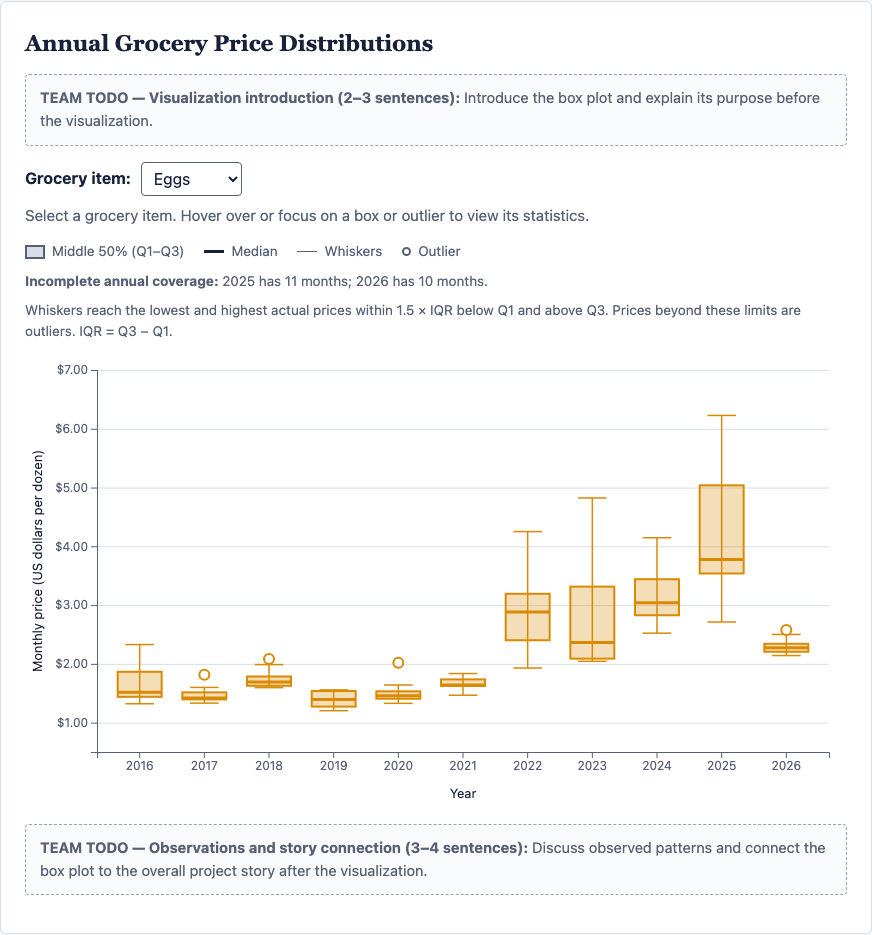 Annual Grocery Price Distributions
TEAM TODO — Visualization introduction (2–3 sentences): Introduce the box plot and explain its purpose before
the visualization.
Grocery item: Eggs
Select a grocery item. Hover over or focus on a box or outlier to view its statistics.
Middle 50% (Q1–Q3) Median Whiskers Outlier
Incomplete annual coverage: 2025 has 11 months; 2026 has 10 months.
Whiskers reach the lowest and highest actual prices within 1.5 × IQR below Q1 and above Q3. Prices beyond these limits are
outliers. IQR = Q3 − Q1.
$7.00
$6.00
$5.00
$4.00
$3.00
$2.00
$1.00
Monthly price (US dollars per dozen)
2016 2017 2018 2019 2020 2021 2022 2023 2024 2025 2026
Year
TEAM TODO — Observations and story connection (3–4 sentences): Discuss observed patterns and connect the
box plot to the overall project story after the visualization.